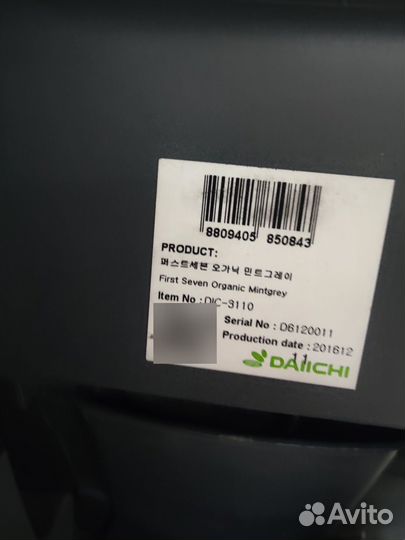 8809405 850843
PRODUCT:
퍼스트세븐 오가닉 민트그레이
First Seven Organic Mintgrey
Item No : DIC-3110
Serial No : D6120011
Production date : 201612
11
DAIICHI
Avito